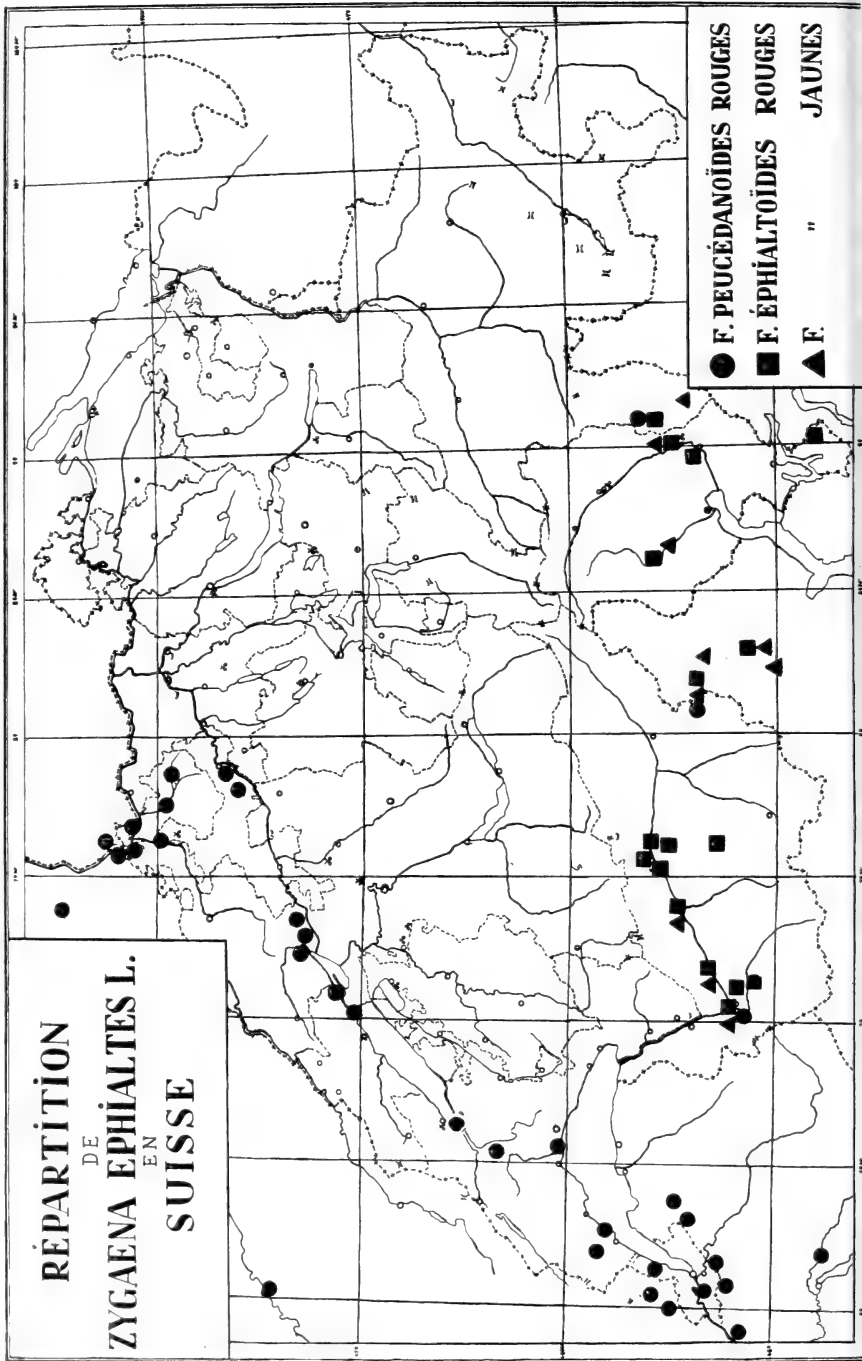 RÉPARTITION
DE
ZYGAENA EPHIALTES L.
EN
SUISSE
F. PEUCÉDANOÏDES ROUGES
F. ÉPHIALTOÏDES ROUGES
F. " JAUNES